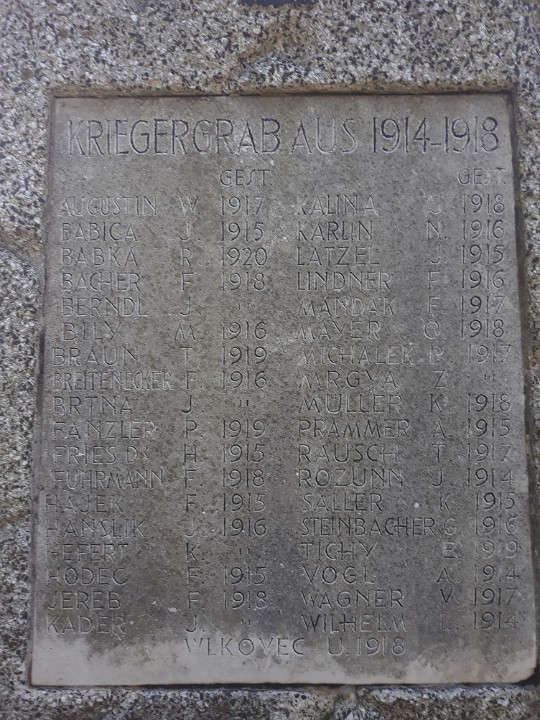 KRIEGERGRAB AUS 1914-1918
GEST. GEST.
AUGUSTIN W. 1917 KALINA J. 1918
BABICA J. 1915 KARLIN N. 1916
BABKA R. 1920 LATZEL J. 1915
BACHER F. 1918 LINDNER F. 1916
BERNDL J. " MANDAK F. 1917
BILY M. 1916 MAYER O. 1918
BRAUN T. 1919 MICHALEK P. 1917
BREITENECKER F. 1916 MRGYA Z. "
BRTNA J. " MÜLLER K. 1918
FANZLER P. 1919 PRAMMER A. 1915
FRIES DR H. 1915 RAUSCH T. 1917
FUHRMANN F. 1918 ROZUNN J. 1914
HAJEK F. 1915 SALLER K. 1915
HANSLIK J. 1916 STEINBACHER G. 1916
HEFERT K. " TICHY E. 1919
HODEC F. 1915 VOGL A. 1914
JEREB F. 1918 WAGNER V. 1917
KADER J. " WILHELM L. 1914
WLKOVEC U. 1918